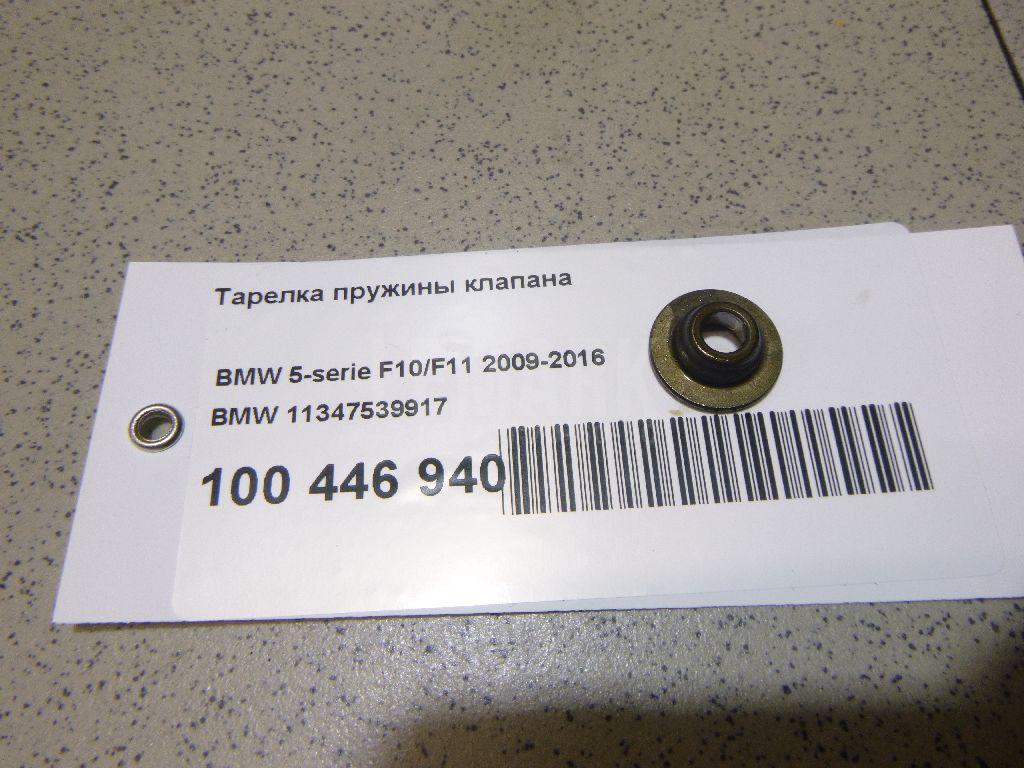 Тарелка пружины клапана
BMW 5-serie F10/F11 2009-2016
BMW 11347539917
100 446 940